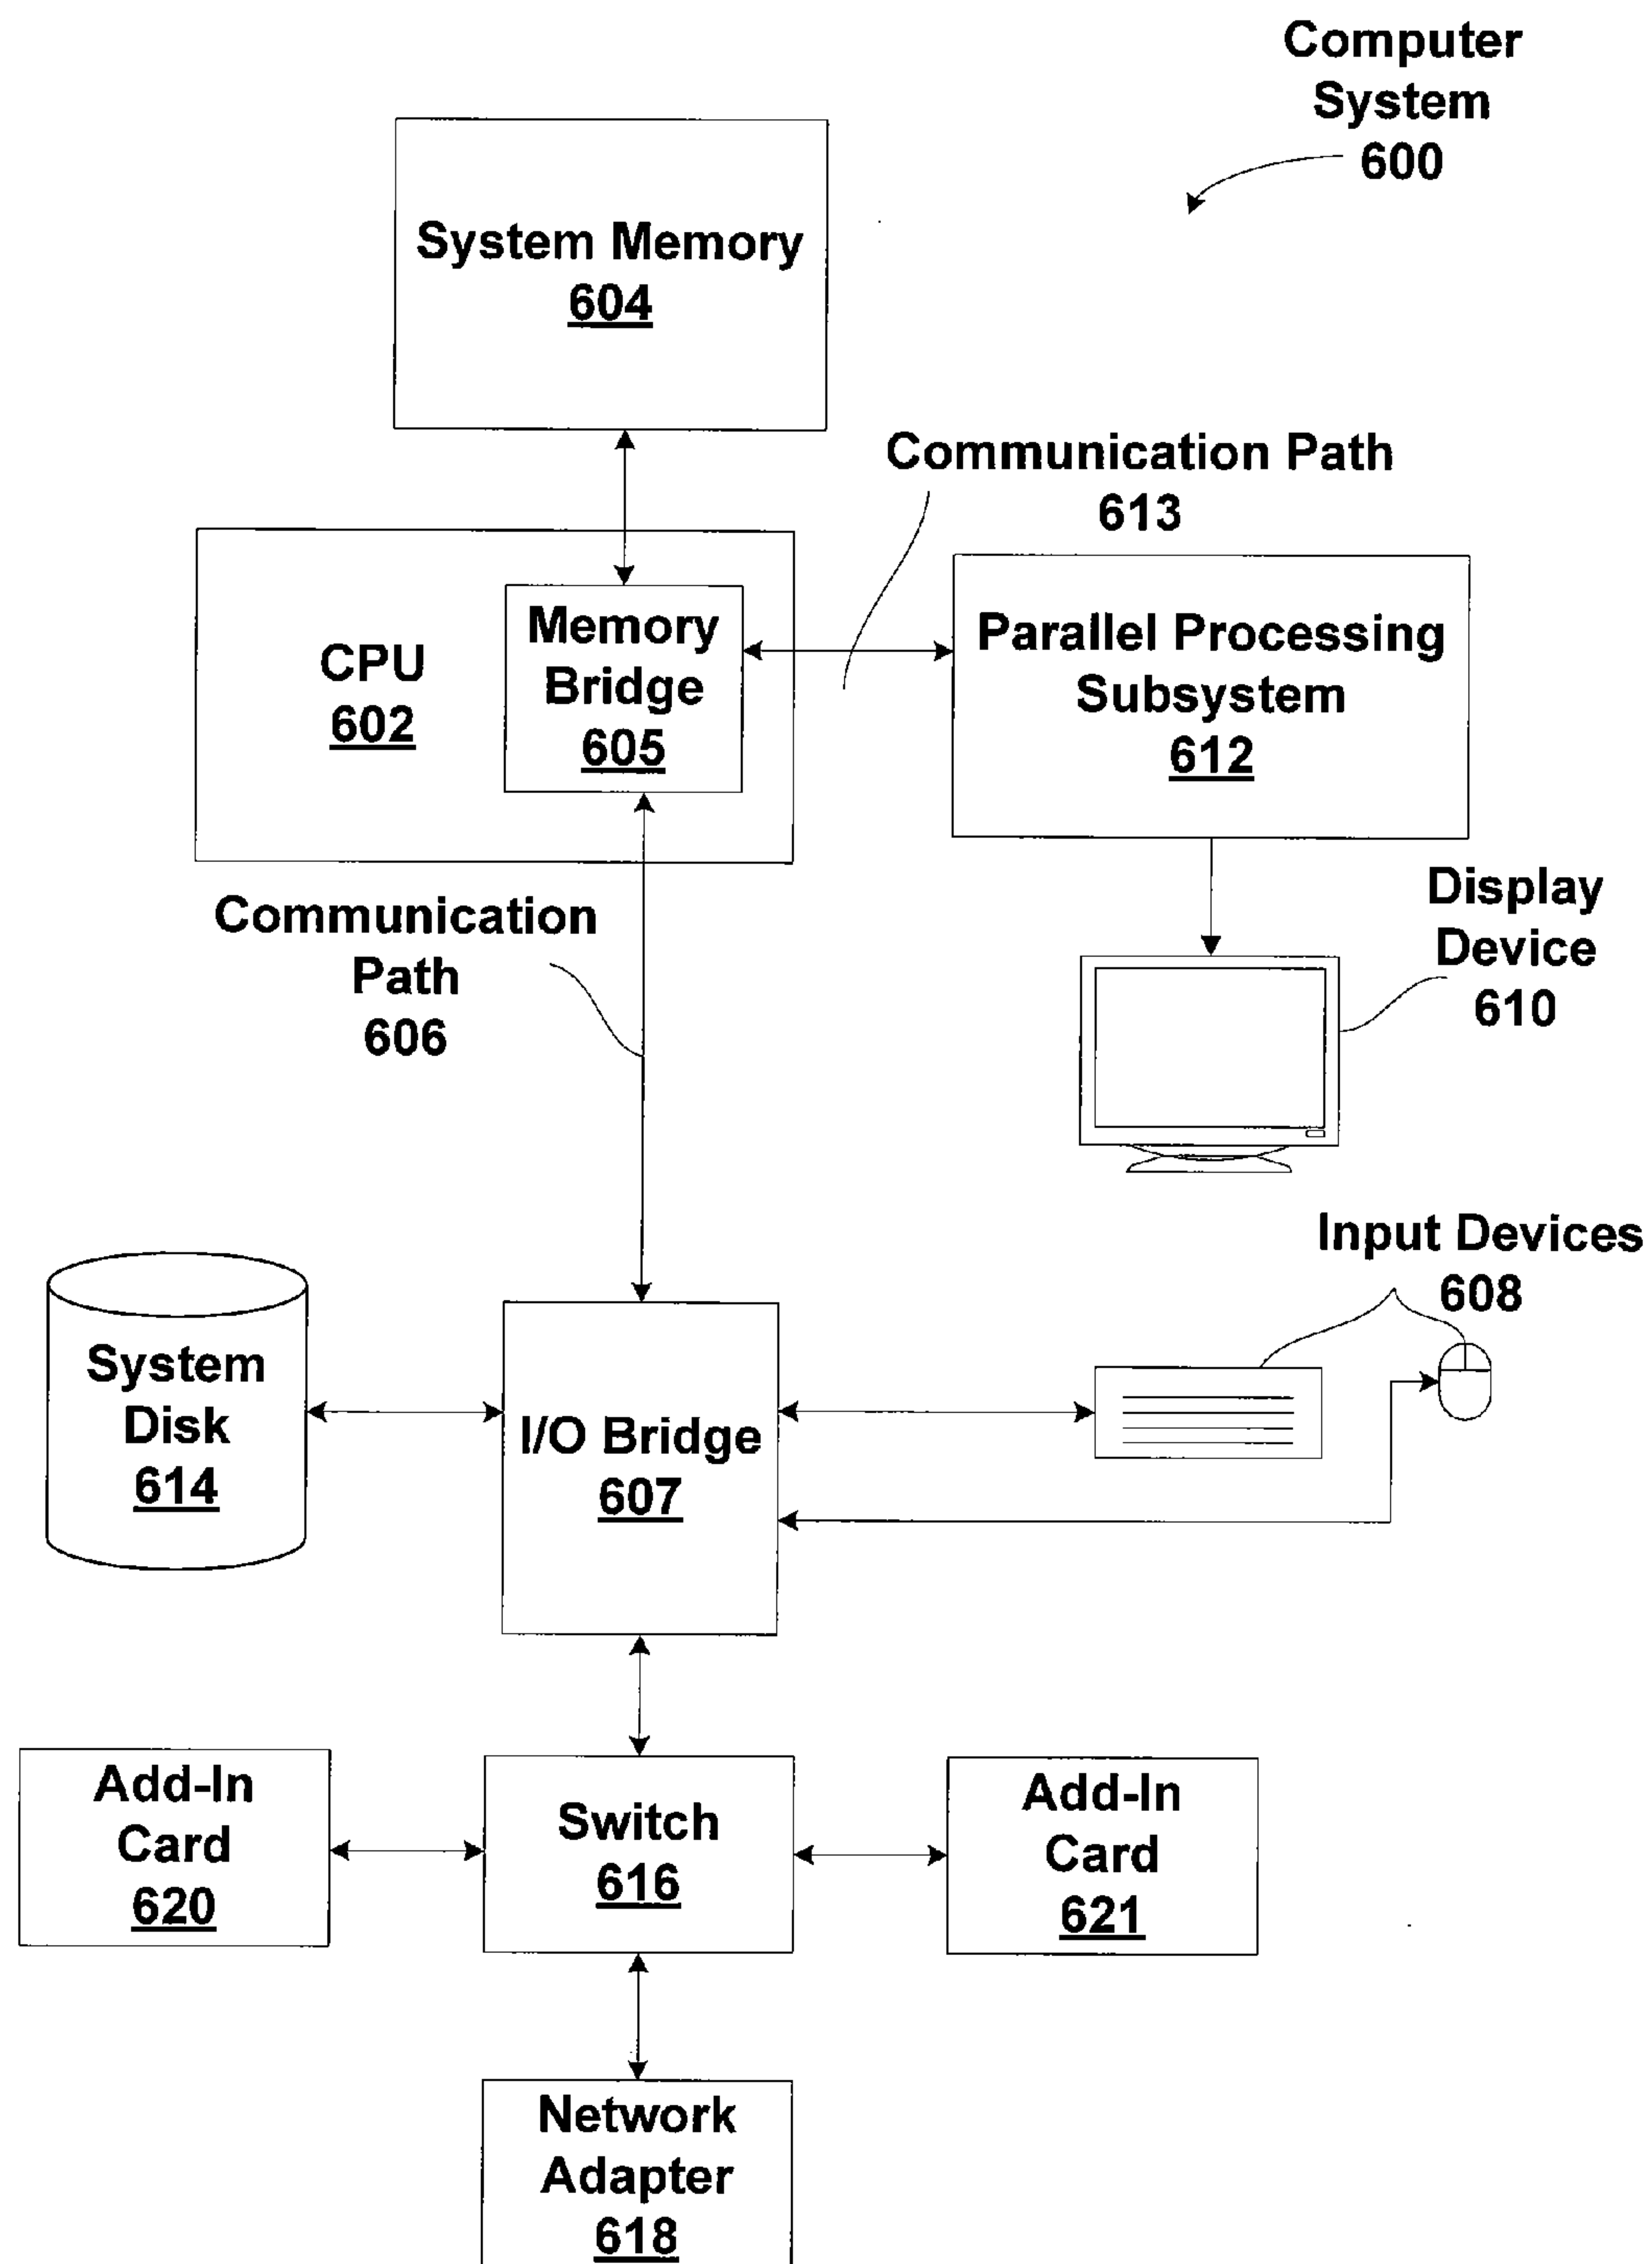 Computer
System
600
System Memory
604
Communication Path
613
CPU
602
Memory
Bridge
605
Parallel Processing
Subsystem
612
Communication
Path
606
Display
Device
610
Input Devices
608
System
Disk
614
I/O Bridge
607
Add-In
Card
620
Switch
616
Add-In
Card
621
Network
Adapter
618